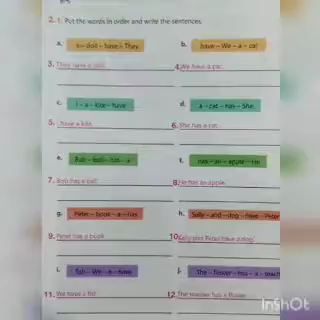 2. 1. Put the words in order and write the sentences.
a. a – doll – have – They
b. have – We – a – cat
3. They have a doll.
4. We have a cat.
c. I – a – kite – have
d. a – cat – has – She
5. I have a kite.
6. She has a cat.
e. Bob – ball – has – a
f. has – an – apple – He
7. Bob has a ball.
8. He has an apple.
g. Peter – book – a – has
h. Sally – and – dog – have – Peter
9. Peter has a book.
10. Sally and Peter have a dog.
i. fish – We – a – have
j. The – flower – has – a –
11. We have a fish
12. The teacher has a flower
InShOt